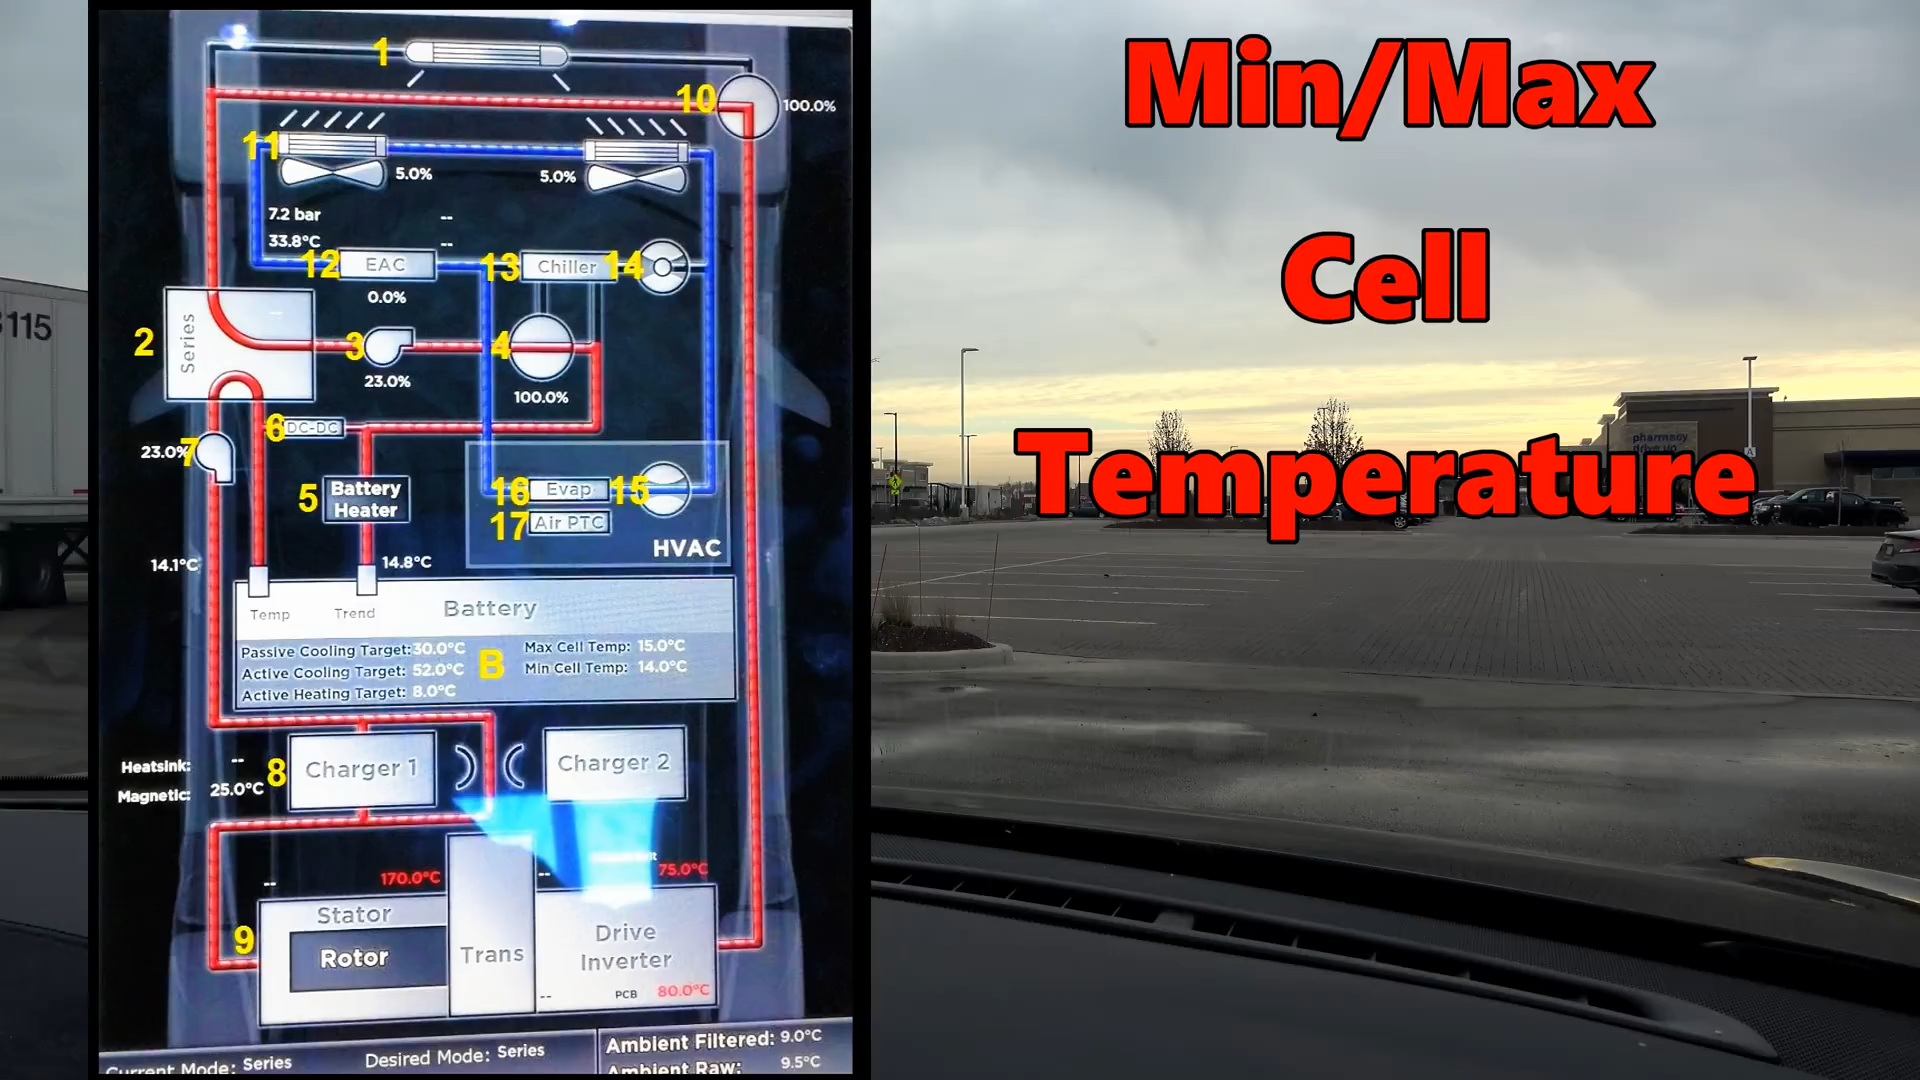 Min/Max
Cell
Temperature
1
10
100.0%
11
5.0%
5.0%
7.2 bar
--
33.8°C
--
12
EAC
13
Chiller
14
0.0%
2
Series
3
4
23.0%
100.0%
6
DC-DC
23.0%
7
5
Battery
Heater
16
Evap
15
17
Air PTC
HVAC
14.1°C
14.8°C
Temp
Trend
Battery
Passive Cooling Target: 30.0°C
Active Cooling Target: 52.0°C
Active Heating Target: 8.0°C
B
Max Cell Temp: 15.0°C
Min Cell Temp: 14.0°C
Heatsink: --
Magnetic: 25.0°C
8
Charger 1
Charger 2
--
170.0°C
--
75.0°C
9
Stator
Rotor
Trans
Drive
Inverter
--
PCB 80.0°C
Current Mode: Series
Desired Mode: Series
Ambient Filtered: 9.0°C
Ambient Raw: 9.5°C
115
pharmacy